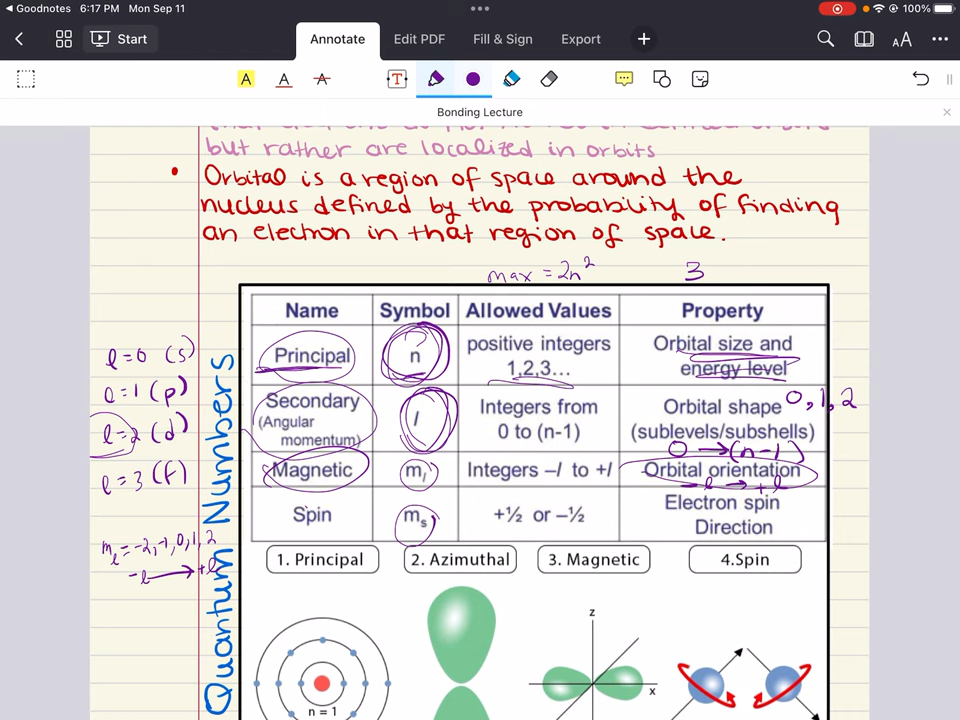 Goodnotes 6:17 PM Mon Sep 11 100%
Start Annotate Edit PDF Fill & Sign Export
A A A T
Bonding Lecture
but rather are localized in orbits
• Orbital is a region of space around the
nucleus defined by the probability of finding
an electron in that region of space.
max = 2n² 3
Name Symbol Allowed Values Property
Principal n positive integers Orbital size and
1,2,3... energy level
Secondary l Integers from Orbital shape 0, 1, 2
(Angular momentum) 0 to (n-1) (sublevels/subshells)
0 → (n-1)
Magnetic mₗ Integers –l to +l Orbital orientation
-l → +l
Spin mₛ +½ or –½ Electron spin
Direction
l=0 (s)
l=1 (p)
l=2 (d)
l=3 (f)
mₗ = -2, -1, 0, 1, 2
-l → +l
Quantum Numbers
1. Principal 2. Azimuthal 3. Magnetic 4.Spin
z
x
n = 1